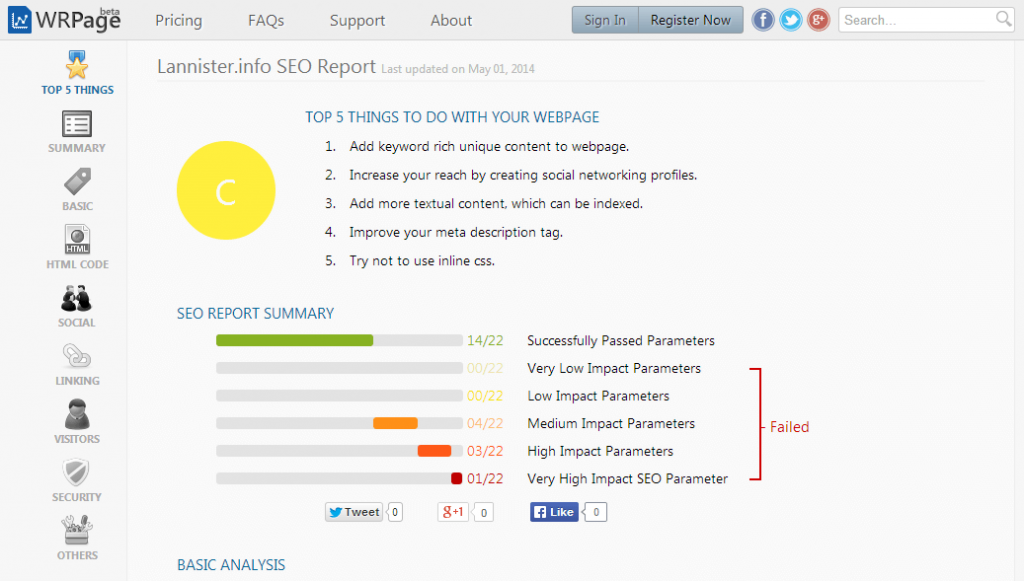 WRPage beta
Pricing FAQs Support About
Sign In Register Now
f
g+
Search...
TOP 5 THINGS
SUMMARY
BASIC
HTML
HTML CODE
SOCIAL
LINKING
VISITORS
SECURITY
OTHERS
Lannister.info SEO Report Last updated on May 01, 2014
C
TOP 5 THINGS TO DO WITH YOUR WEBPAGE
1. Add keyword rich unique content to webpage.
2. Increase your reach by creating social networking profiles.
3. Add more textual content, which can be indexed.
4. Improve your meta description tag.
5. Try not to use inline css.
SEO REPORT SUMMARY
14/22 Successfully Passed Parameters
00/22 Very Low Impact Parameters
00/22 Low Impact Parameters
04/22 Medium Impact Parameters
03/22 High Impact Parameters
01/22 Very High Impact SEO Parameter
Failed
Tweet 0 g+1 0 f Like 0
BASIC ANALYSIS